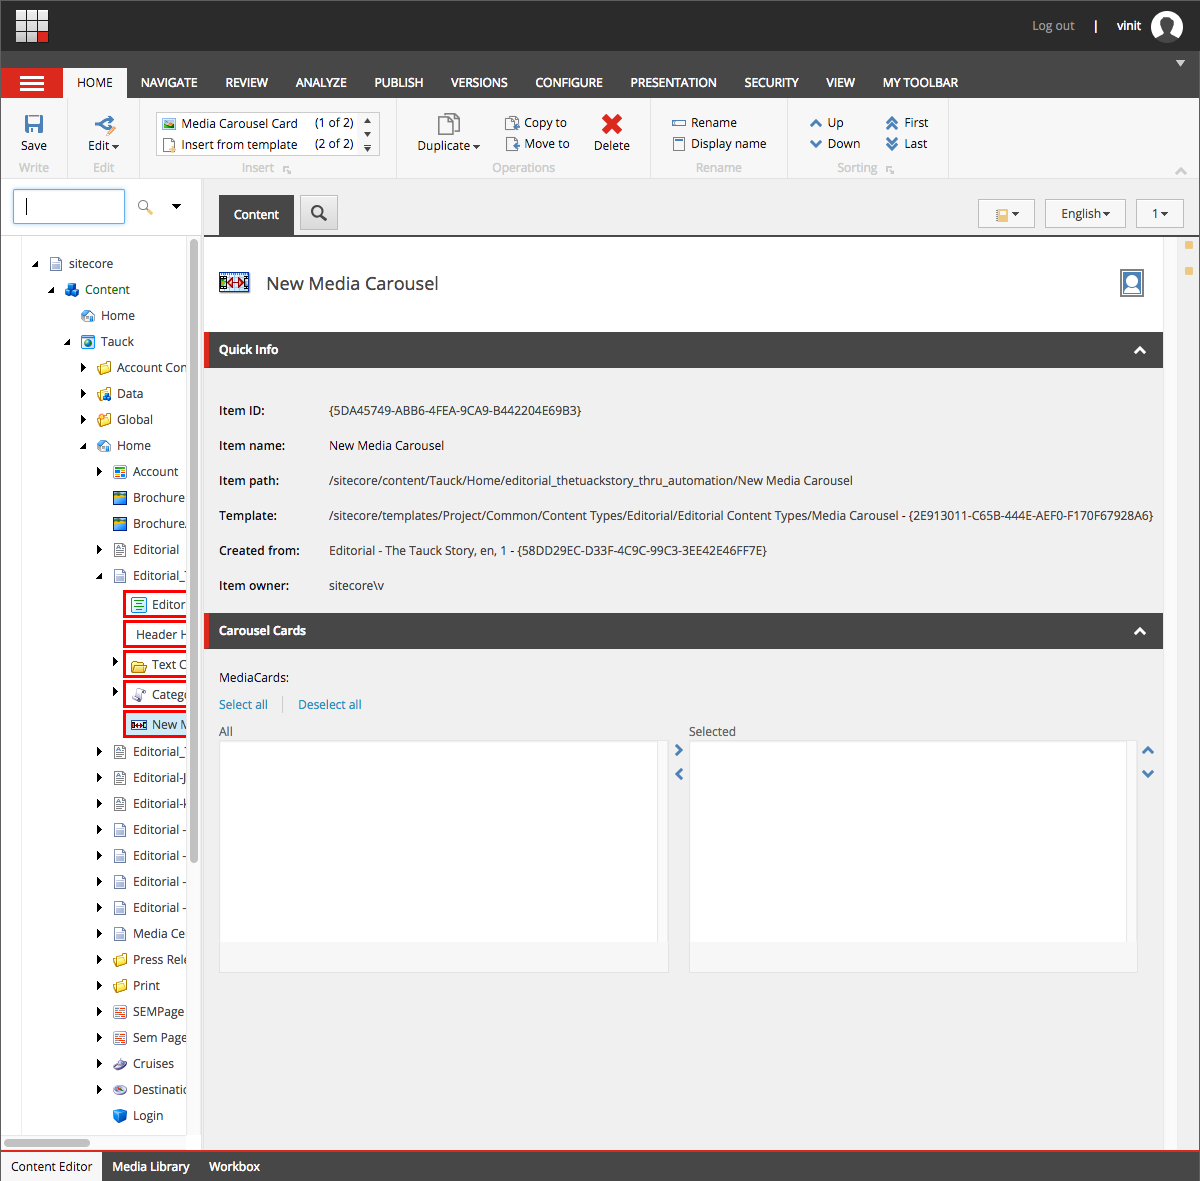 Log out | vinit
HOME NAVIGATE REVIEW ANALYZE PUBLISH VERSIONS CONFIGURE PRESENTATION SECURITY VIEW MY TOOLBAR
Save
Write
Edit
Edit
Media Carousel Card (1 of 2)
Insert from template (2 of 2)
Insert
Duplicate
Copy to
Move to
Delete
Operations
Rename
Display name
Rename
Up
Down
First
Last
Sorting
Content
English
1
sitecore
Content
Home
Tauck
Account Con
Data
Global
Home
Account
Brochure
Brochure
Editorial
Editorial_
Editor
Header H
Text C
Catego
New M
Editorial_
Editorial-J
Editorial-
Editorial -
Editorial -
Editorial -
Editorial -
Media Ce
Press Rele
Print
SEMPage
Sem Page
Cruises
Destinatio
Login
New Media Carousel
Quick Info
Item ID: {5DA45749-ABB6-4FEA-9CA9-B442204E69B3}
Item name: New Media Carousel
Item path: /sitecore/content/Tauck/Home/editorial_thetuackstory_thru_automation/New Media Carousel
Template: /sitecore/templates/Project/Common/Content Types/Editorial/Editorial Content Types/Media Carousel - {2E913011-C65B-444E-AEF0-F170F67928A6}
Created from: Editorial - The Tauck Story, en, 1 - {58DD29EC-D33F-4C9C-99C3-3EE42E46FF7E}
Item owner: sitecore\v
Carousel Cards
MediaCards:
Select all Deselect all
All
Selected
Content Editor Media Library Workbox